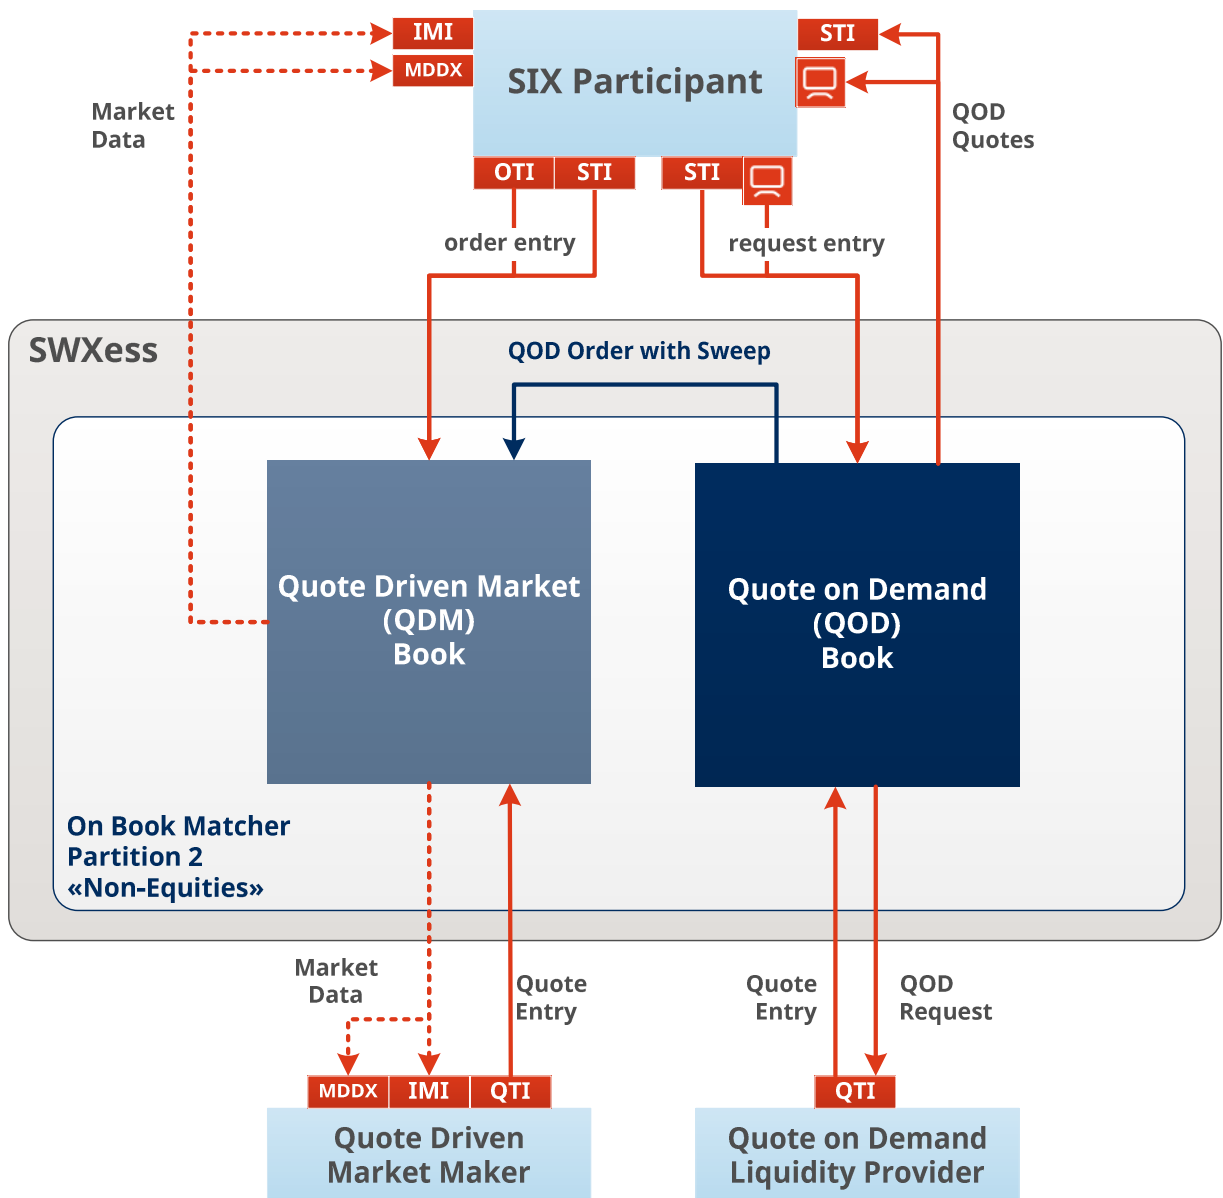 IMI
MDDX
SIX Participant
STI
Market
Data
QOD
Quotes
OTI
STI
STI
order entry
request entry
SWXess
QOD Order with Sweep
Quote Driven Market
(QDM)
Book
Quote on Demand
(QOD)
Book
On Book Matcher
Partition 2
«Non-Equities»
Market
Data
Quote
Entry
Quote
Entry
QOD
Request
MDDX
IMI
QTI
QTI
Quote Driven
Market Maker
Quote on Demand
Liquidity Provider